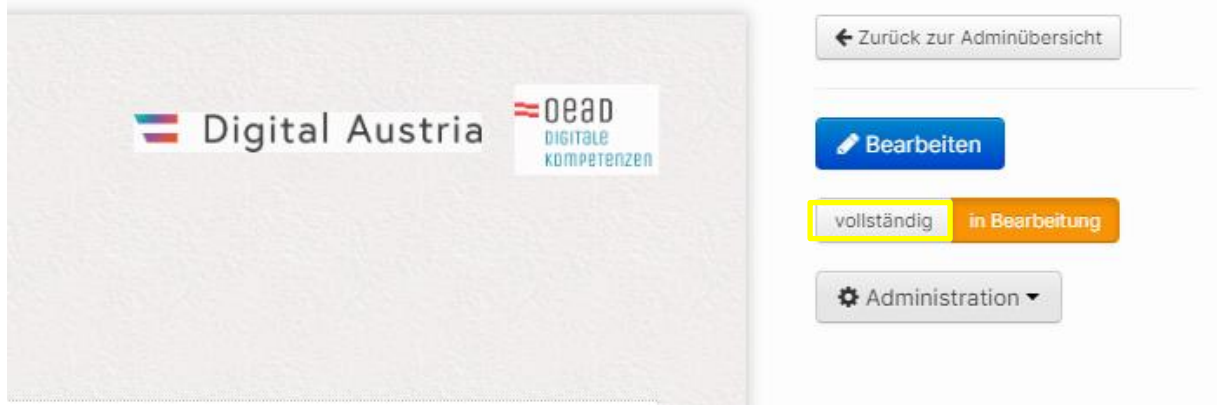 Digital Austria
OeaD
DIGITALE
KOMPETENZEN
Zurück zur Adminübersicht
Bearbeiten
vollständig in Bearbeitung
Administration